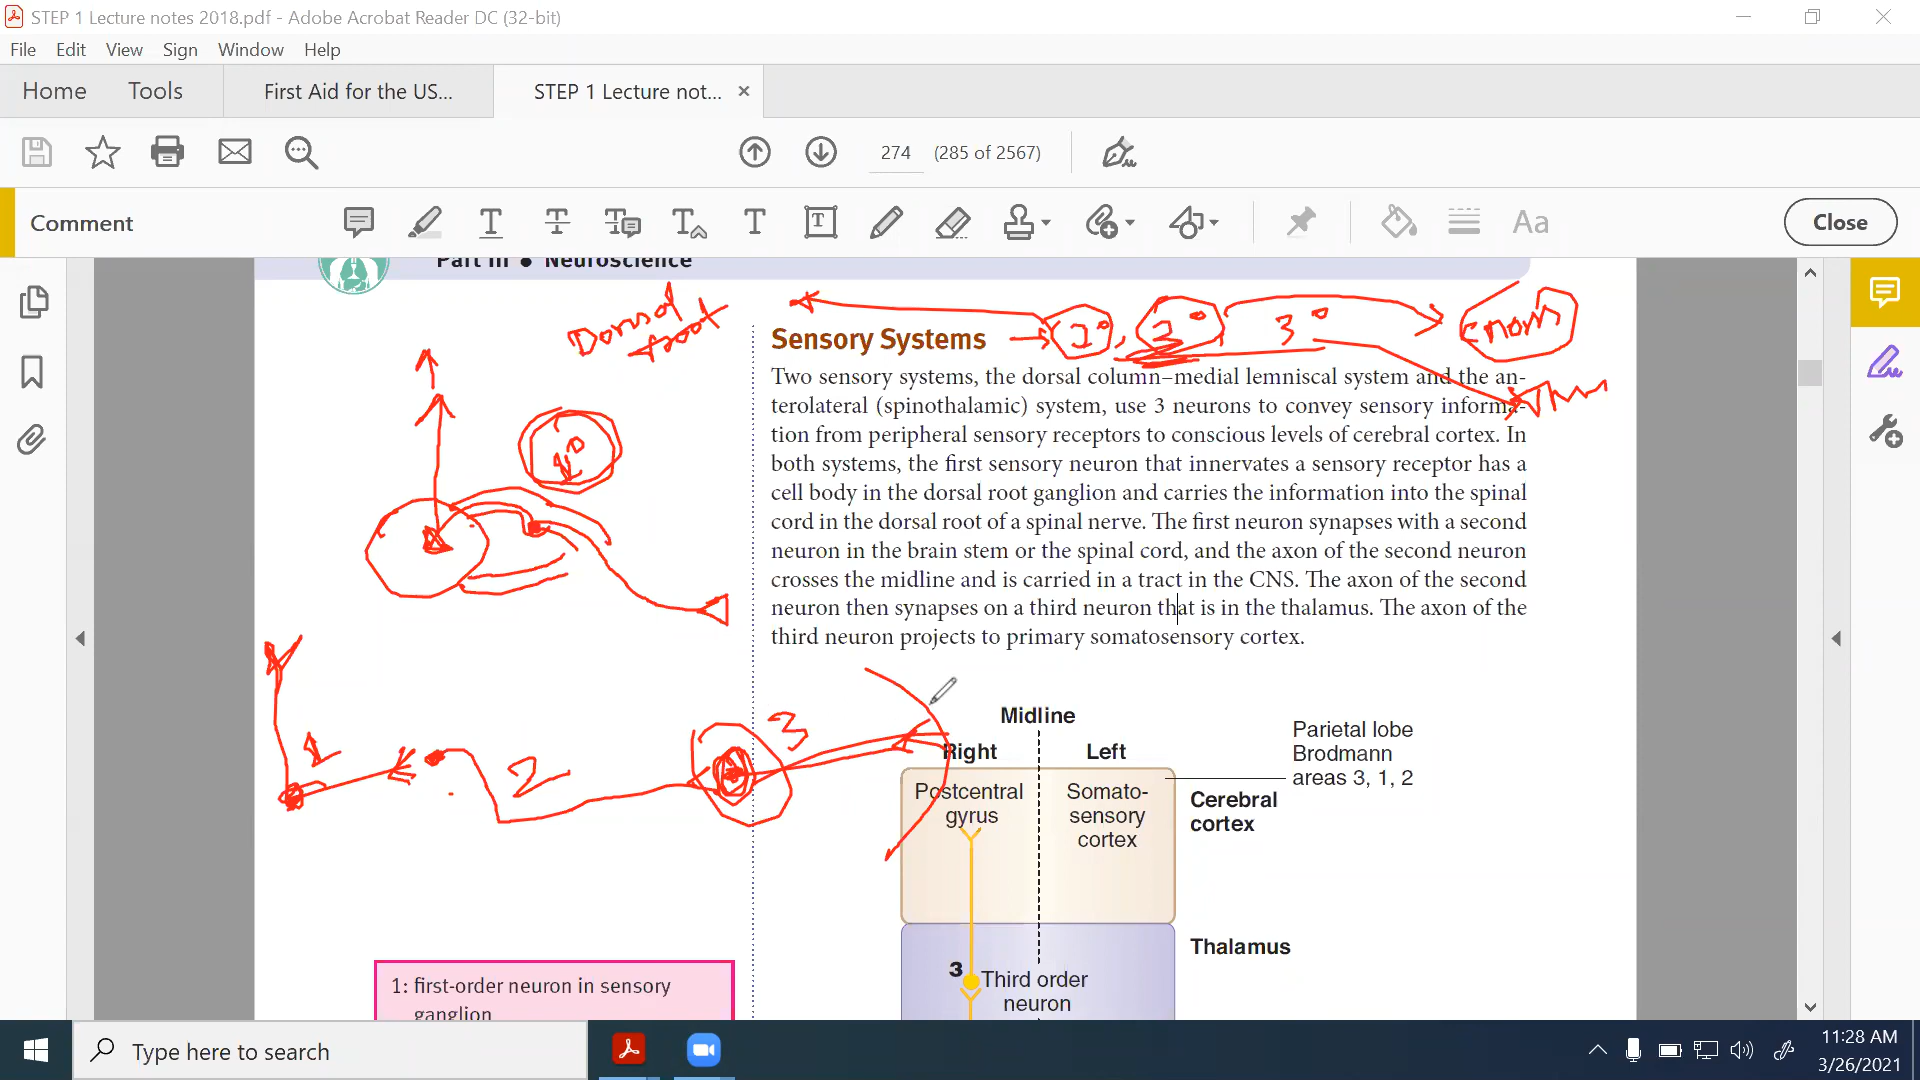 STEP 1 Lecture notes 2018.pdf - Adobe Acrobat Reader DC (32-bit)
File Edit View Sign Window Help
Home Tools First Aid for the US... STEP 1 Lecture not... ×
274 (285 of 2567)
Comment Close
Part III • Neuroscience
Dorsal
root
1°, 2°, 3°
Sensory Systems
Two sensory systems, the dorsal column–medial lemniscal system and the an-
terolateral (spinothalamic) system, use 3 neurons to convey sensory informa-
tion from peripheral sensory receptors to conscious levels of cerebral cortex. In
both systems, the first sensory neuron that innervates a sensory receptor has a
cell body in the dorsal root ganglion and carries the information into the spinal
cord in the dorsal root of a spinal nerve. The first neuron synapses with a second
neuron in the brain stem or the spinal cord, and the axon of the second neuron
crosses the midline and is carried in a tract in the CNS. The axon of the second
neuron then synapses on a third neuron that is in the thalamus. The axon of the
third neuron projects to primary somatosensory cortex.
1°
1
2
3
Midline
Right Left
Parietal lobe
Brodmann
areas 3, 1, 2
Postcentral
gyrus
Somato-
sensory
cortex
Cerebral
cortex
Thalamus
3 Third order
neuron
1: first-order neuron in sensory
ganglion
Type here to search
11:28 AM
3/26/2021